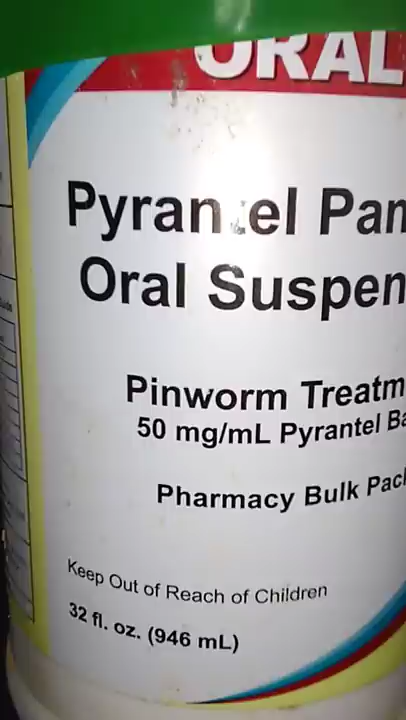 ORAL
Pyrantel Pam
Oral Suspen
Pinworm Treatm
50 mg/mL Pyrantel Ba
Pharmacy Bulk Pack
Keep Out of Reach of Children
32 fl. oz. (946 mL)